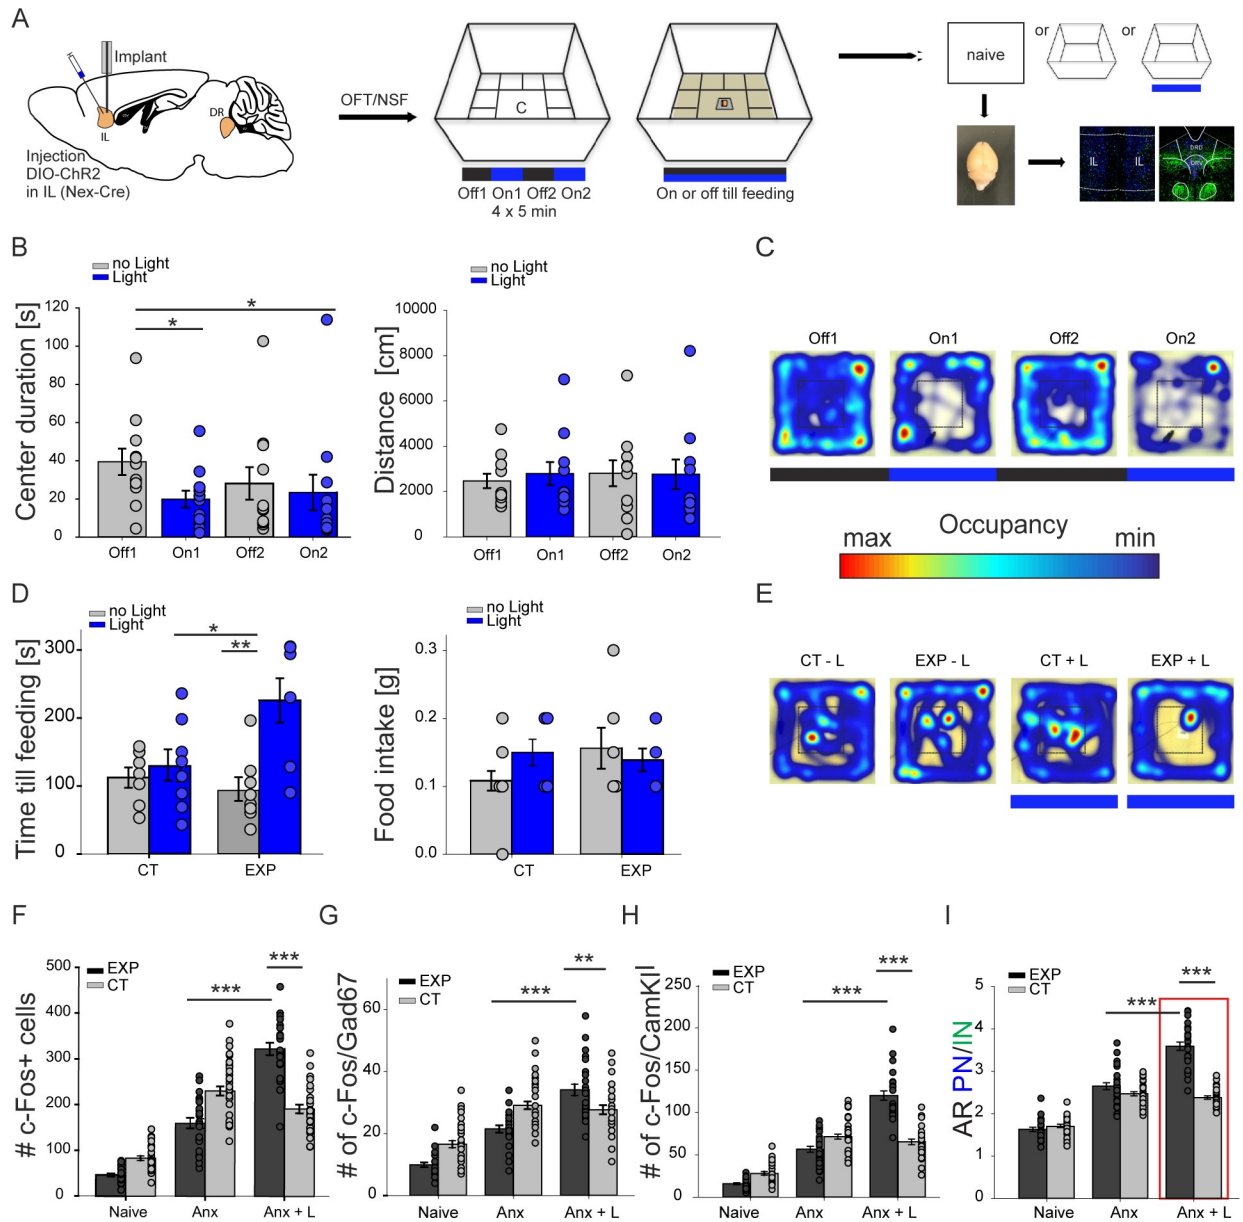 A
Implant
IL
DR
Injection
DIO-ChR2
in IL (Nex-Cre)
OFT/NSF
C
Off1 On1 Off2 On2
4 x 5 min
On or off till feeding
naive
or
or
IL
IL
DRD
DRV
B
no Light
Light
Center duration [s]
120
100
80
60
40
20
0
*
*
Off1
On1
Off2
On2
no Light
Light
Distance [cm]
10000
8000
6000
4000
2000
0
Off1
On1
Off2
On2
C
Off1
On1
Off2
On2
Occupancy
max
min
D
no Light
Light
Time till feeding [s]
300
200
100
0
*
**
CT
EXP
no Light
Light
Food intake [g]
0.3
0.2
0.1
0.0
CT
EXP
E
CT - L
EXP - L
CT + L
EXP + L
F
EXP
CT
# c-Fos+ cells
500
400
300
200
100
0
***
***
Naive
Anx
Anx + L
G
EXP
CT
# of c-Fos/Gad67
60
40
20
0
***
**
Naive
Anx
Anx + L
H
EXP
CT
# of c-Fos/CamKI
250
200
150
100
50
0
***
***
Naive
Anx
Anx + L
I
EXP
CT
AR PN/IN
5
4
3
2
1
0
***
***
Naive
Anx
Anx + L